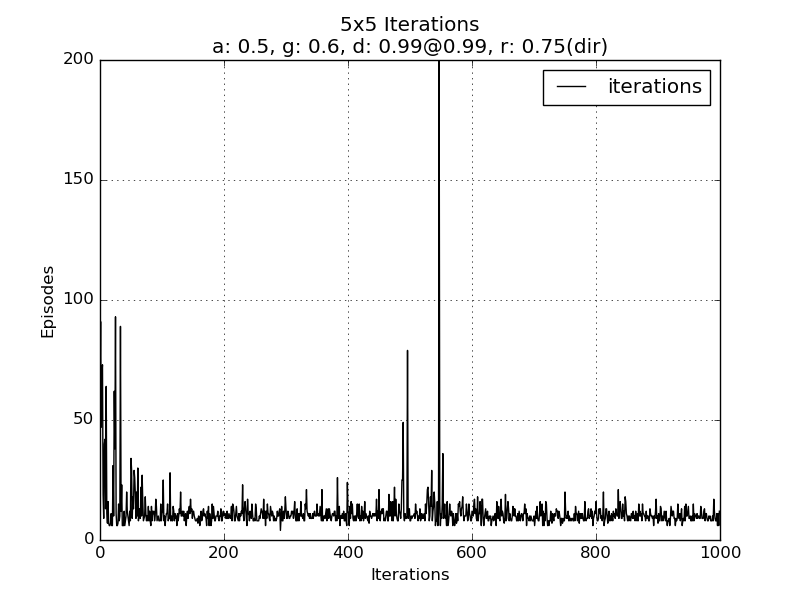 5x5 Iterations
a: 0.5, g: 0.6, d: 0.99@0.99, r: 0.75(dir)
iterations
200
150
100
50
0
Episodes
0 200 400 600 800 1000
Iterations